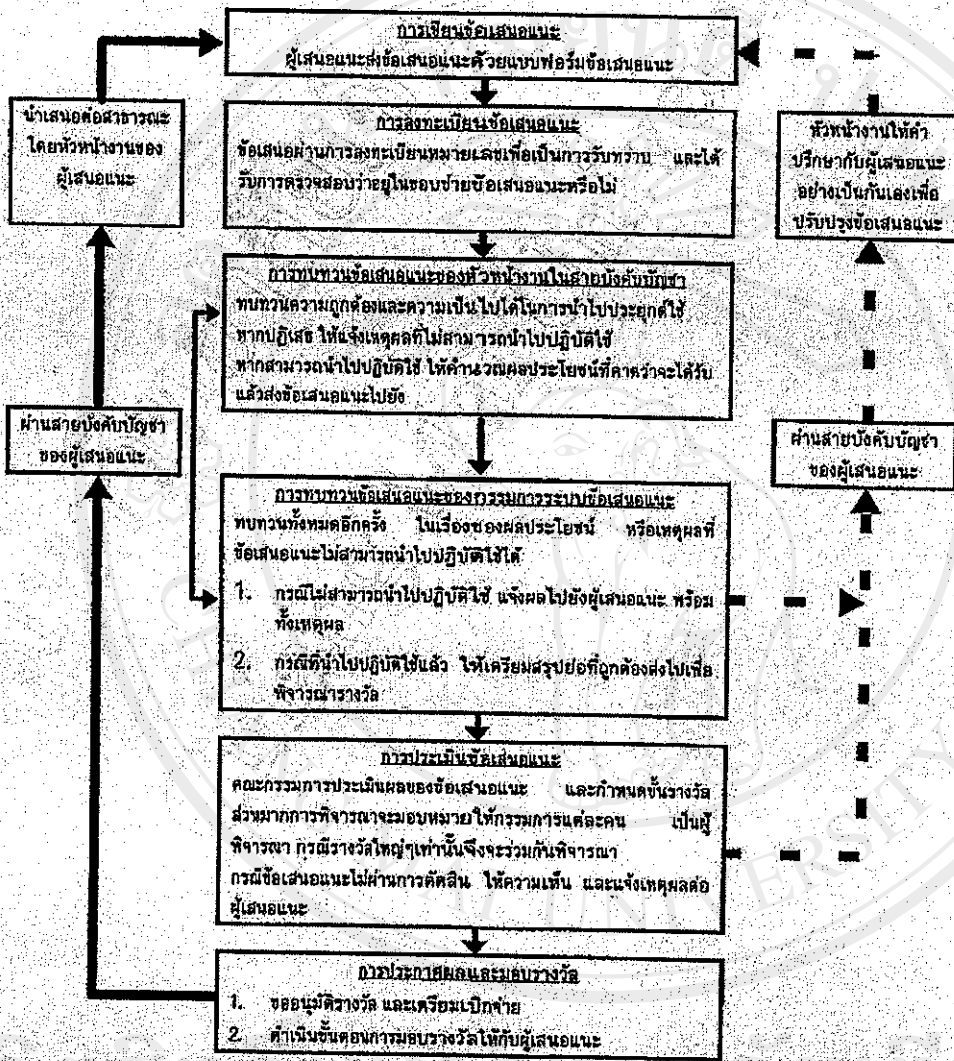 การเขียนข้อเสนอแนะ
ผู้เสนอแนะส่งข้อเสนอแนะด้วยแบบฟอร์มข้อเสนอแนะ
นำเสนอต่อสาธารณะ
โดยหัวหน้างานของ
ผู้เสนอแนะ
การลงทะเบียนข้อเสนอแนะ
ข้อเสนอผ่านการลงทะเบียนหมายเลขเพื่อเป็นการรับทราบ และได้
รับการตรวจสอบว่าอยู่ในขอบข่ายข้อเสนอแนะหรือไม่
หัวหน้างานให้คำ
ปรึกษากับผู้เสนอแนะ
อย่างเป็นกันเองเพื่อ
ปรับปรุงข้อเสนอแนะ
การทบทวนข้อเสนอแนะของหัวหน้างานในสายบังคับบัญชา
ทบทวนความถูกต้องและความเป็นไปได้ในการนำไปประยุกต์ใช้
หากปฏิเสธ ให้แจ้งเหตุผลที่ไม่สามารถนำไปปฏิบัติใช้
หากสามารถนำไปปฏิบัติใช้ ให้คำนวณผลประโยชน์ที่คาดว่าจะได้รับ
แล้วส่งข้อเสนอแนะไปยัง
ผ่านสายบังคับบัญชา
ของผู้เสนอแนะ
ผ่านสายบังคับบัญชา
ของผู้เสนอแนะ
การทบทวนข้อเสนอแนะของกรรมการระบบข้อเสนอแนะ
ทบทวนทั้งหมดอีกครั้ง ในเรื่องของผลประโยชน์ หรือเหตุผลที่
ข้อเสนอแนะไม่สามารถนำไปปฏิบัติใช้ได้
1. กรณีไม่สามารถนำไปปฏิบัติใช้ แจ้งผลไปยังผู้เสนอแนะ พร้อม
ทั้งเหตุผล
2. กรณีที่นำไปปฏิบัติใช้แล้ว ให้เตรียมสรุปย่อที่ถูกต้องส่งไปเพื่อ
พิจารณารางวัล
การประเมินข้อเสนอแนะ
คณะกรรมการประเมินผลของข้อเสนอแนะ และกำหนดขั้นรางวัล
ส่วนมากการพิจารณาจะมอบหมายให้กรรมการแต่ละคน เป็นผู้
พิจารณา กรณีรางวัลใหญ่ๆเท่านั้นจึงจะร่วมกันพิจารณา
กรณีข้อเสนอแนะไม่ผ่านการตัดสิน ให้ความเห็น และแจ้งเหตุผลต่อ
ผู้เสนอแนะ
การประกาศผลและมอบรางวัล
1. ขออนุมัติรางวัล และเตรียมเบิกจ่าย
2 ดำเนินขั้นตอนการมอบรางวัลให้กับผู้เสนอแนะ